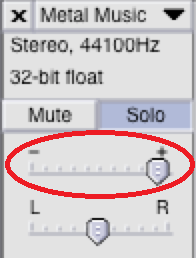 × Metal Music ▼
Stereo, 44100Hz
32-bit float
Mute Solo
- +
L R